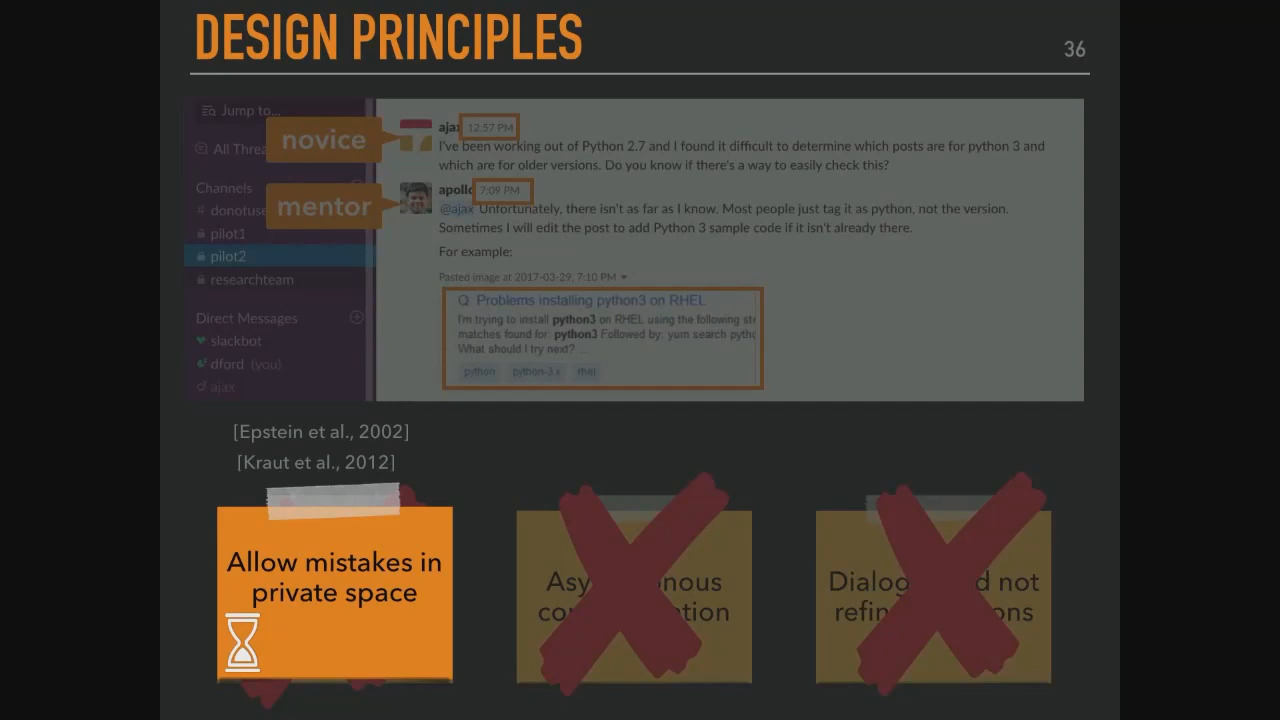 DESIGN PRINCIPLES
36
Jump to...
All Threa
Channels
# donotuse
pilot1
pilot2
researchteam
Direct Messages
slackbot
dford (you)
ajax
novice
mentor
ajax 12:57 PM
I've been working out of Python 2.7 and I found it difficult to determine which posts are for python 3 and
which are for older versions. Do you know if there's a way to easily check this?
apollo 7:09 PM
@ajax Unfortunately, there isn't as far as I know. Most people just tag it as python, not the version.
Sometimes I will edit the post to add Python 3 sample code if it isn't already there.
For example:
Pasted image at 2017-03-29, 7:10 PM
Q: Problems installing python3 on RHEL
I'm trying to install python3 on RHEL using the following ste
matches found for: python3 Followed by: yum search pytho
What should I try next? ...
python python-3.x rhel
[Epstein et al., 2002]
[Kraut et al., 2012]
Allow mistakes in
private space